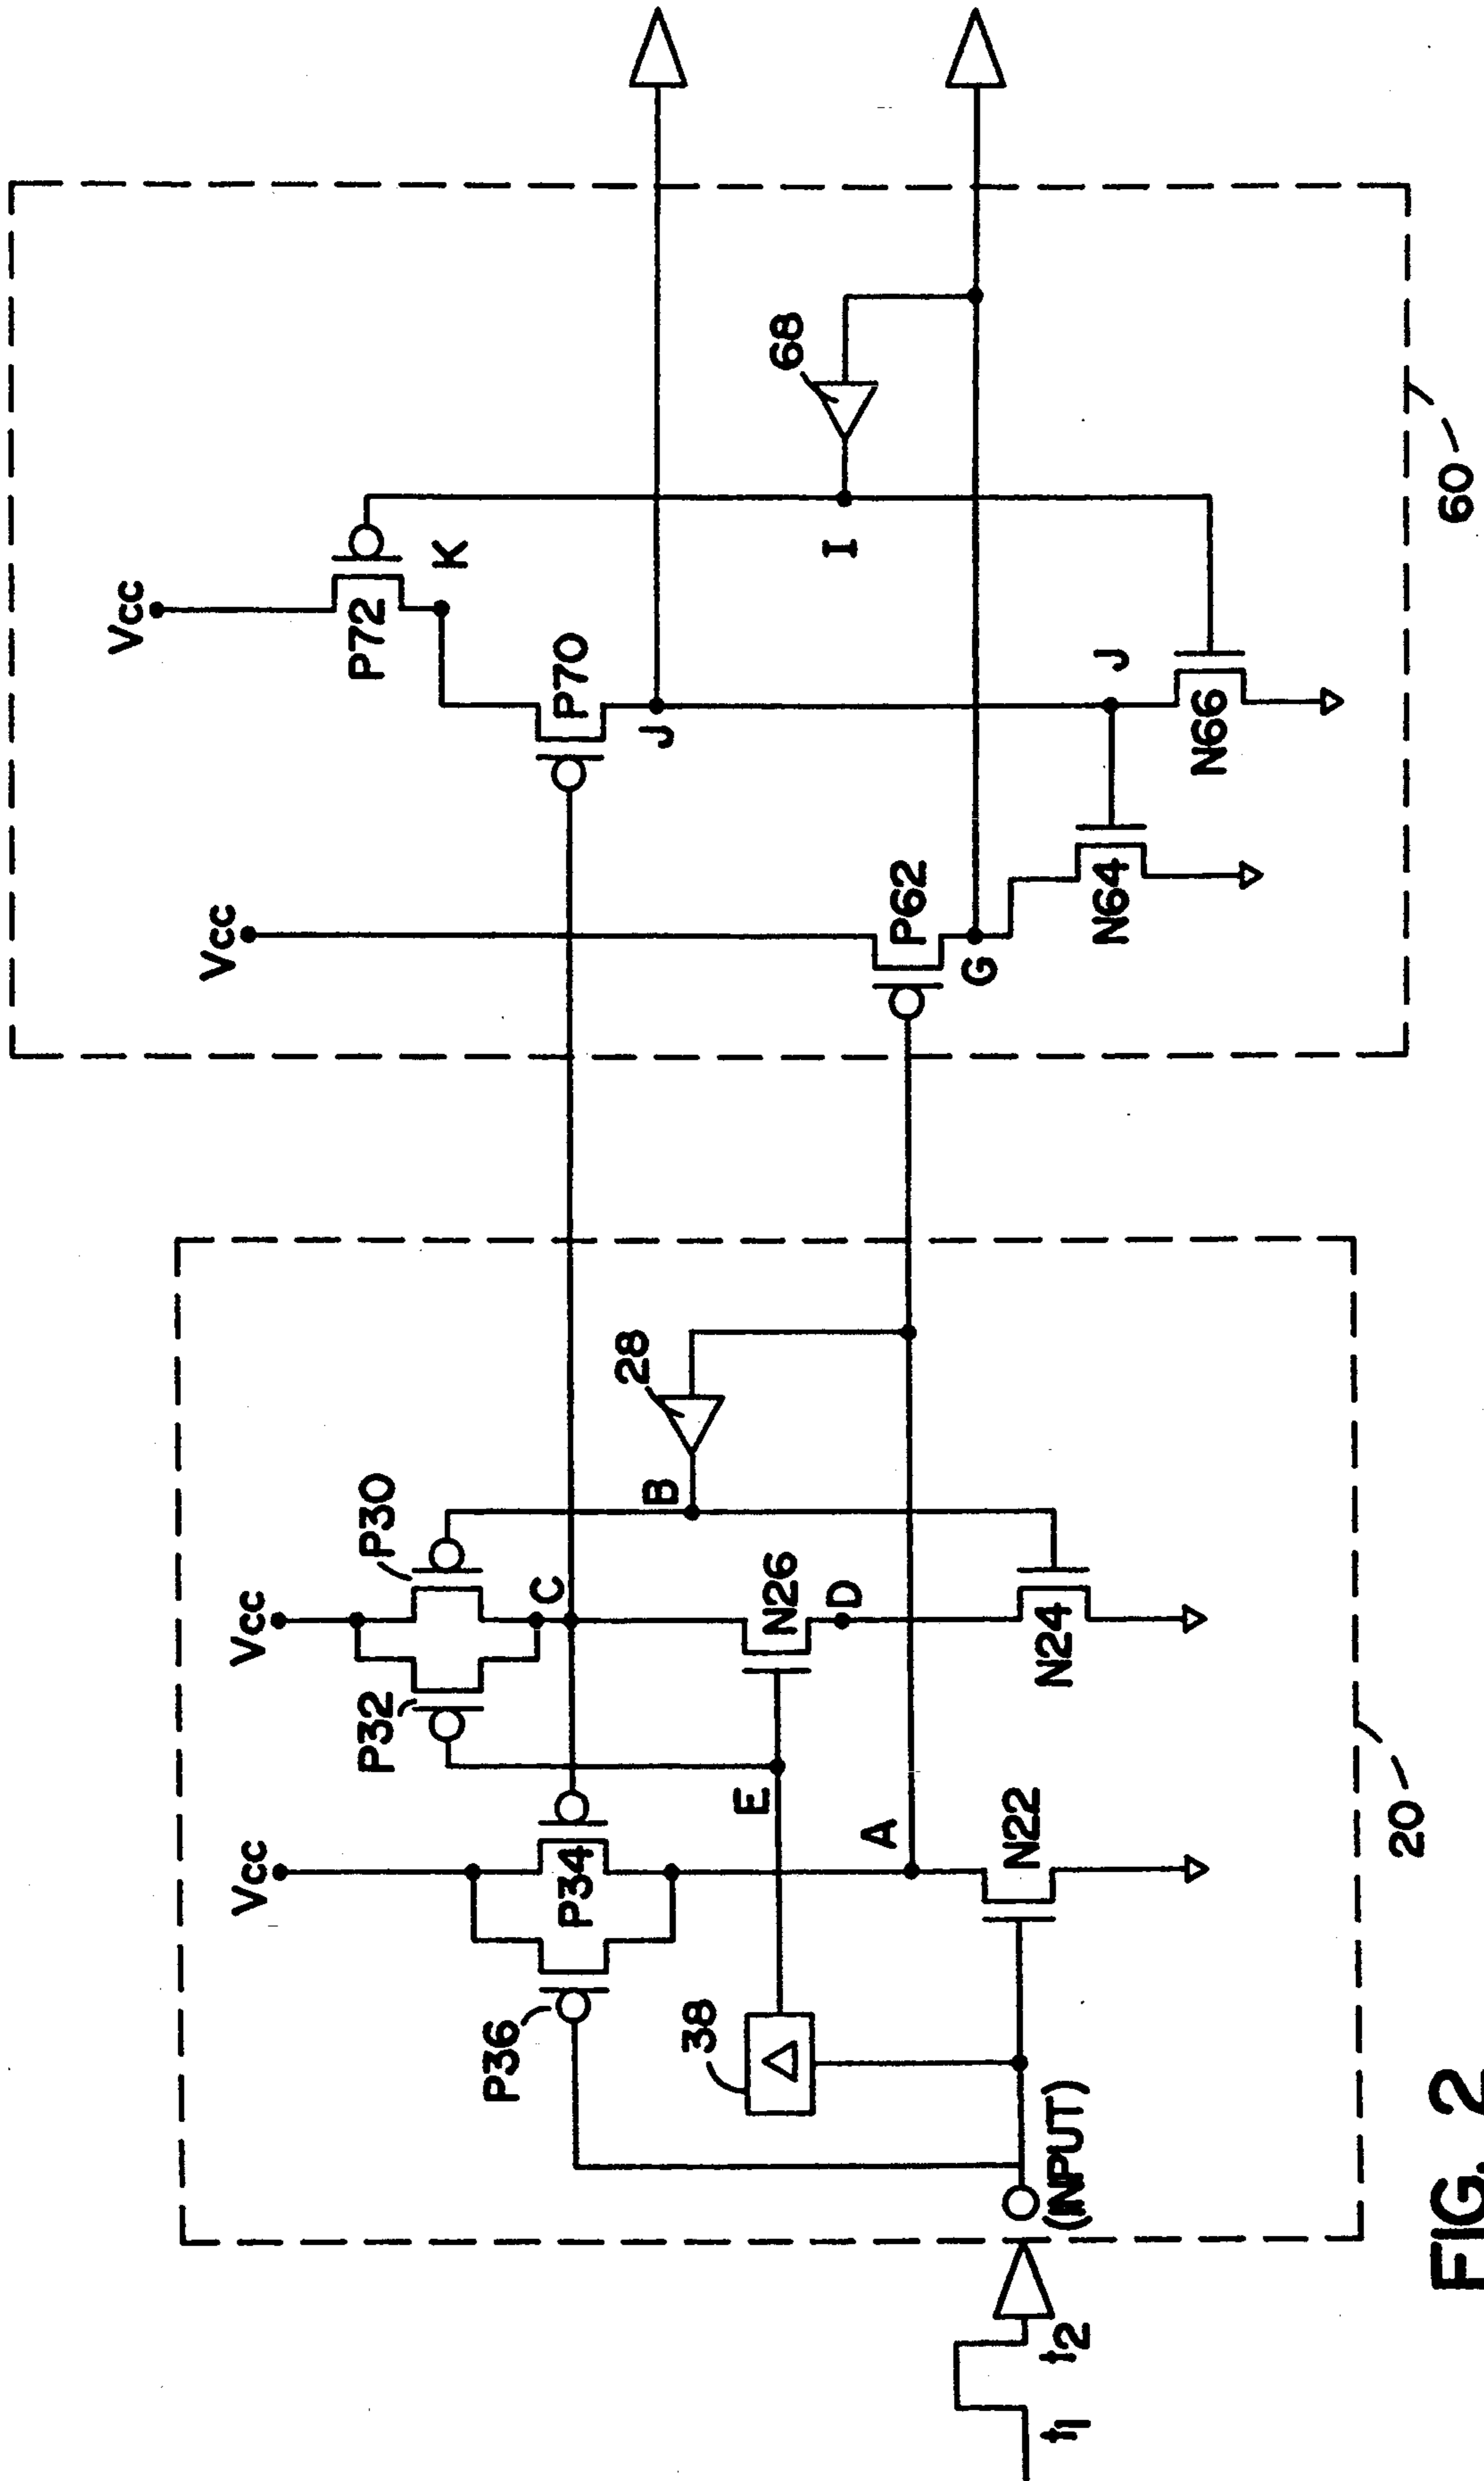 Vcc
P72
K
P70
J
68
I
J
N66
60
Vcc
P62
G
N64
Vcc
P30
P32
C
28
B
N26
D
N24
E
Vcc
P34
P36
A
N22
38
(INPUT)
20
t1
t2
FIG. 2